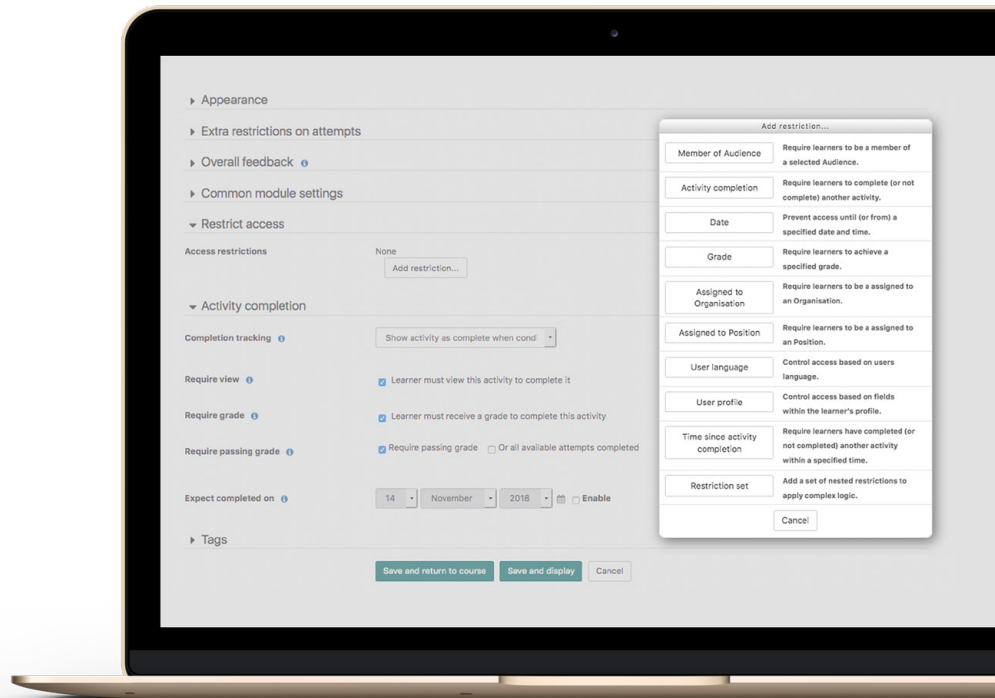 Appearance
Extra restrictions on attempts
Overall feedback
Common module settings
Restrict access
Access restrictions
None
Add restriction...
Activity completion
Completion tracking
Show activity as complete when condi
Require view
Learner must view this activity to complete it
Require grade
Learner must receive a grade to complete this activity
Require passing grade
Require passing grade
Or all available attempts completed
Expect completed on
14
November
2018
Enable
Tags
Save and return to course
Save and display
Cancel
Add restriction...
Member of Audience
Require learners to be a member of
a selected Audience.
Activity completion
Require learners to complete (or not
complete) another activity.
Date
Prevent access until (or from) a
specified date and time.
Grade
Require learners to achieve a
specified grade.
Assigned to
Organisation
Require learners to be a assigned to
an Organisation.
Assigned to Position
Require learners to be a assigned to
an Position.
User language
Control access based on users
language.
User profile
Control access based on fields
within the learner's profile.
Time since activity
completion
Require learners have completed (or
not completed) another activity
within a specified time.
Restriction set
Add a set of nested restrictions to
apply complex logic.
Cancel